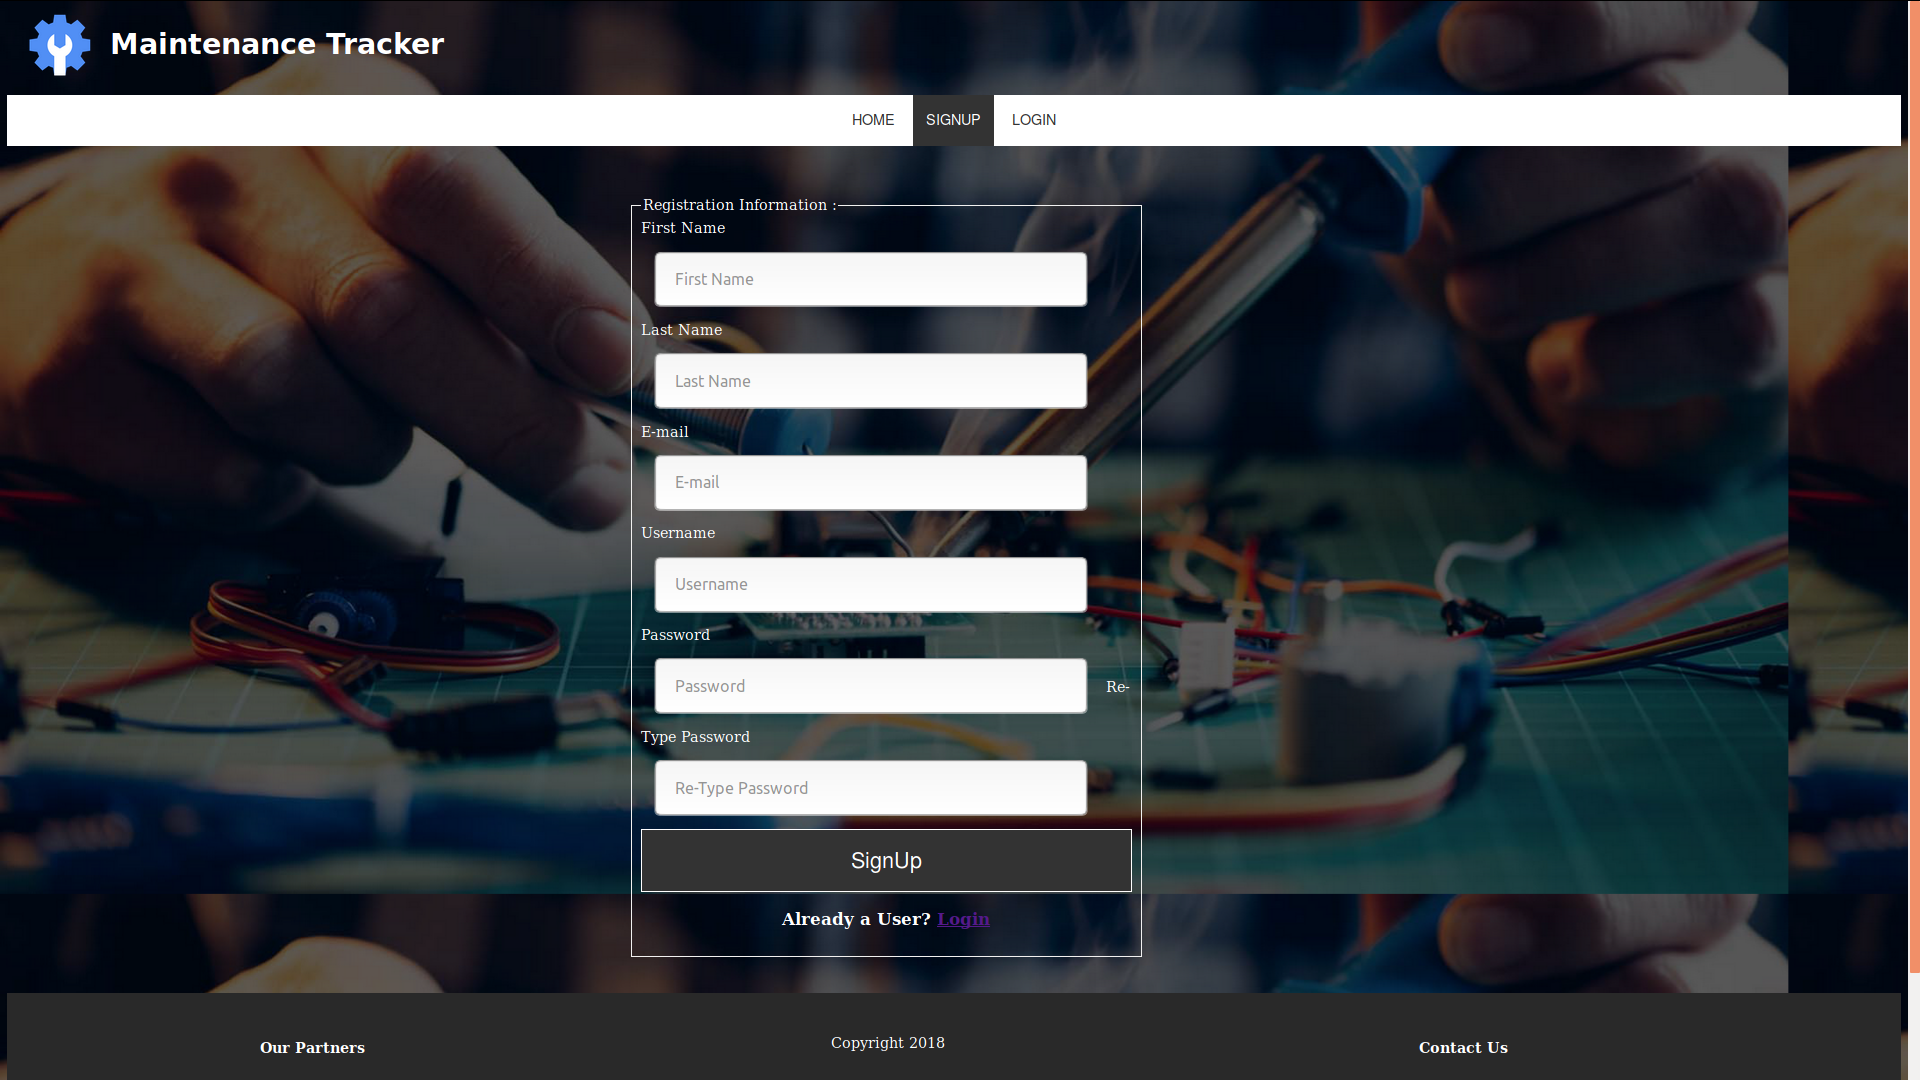 Maintenance Tracker
HOME SIGNUP LOGIN
Registration Information :
First Name
First Name
Last Name
Last Name
E-mail
E-mail
Username
Username
Password
Password Re-
Type Password
Re-Type Password
SignUp
Already a User? Login
Our Partners Copyright 2018 Contact Us